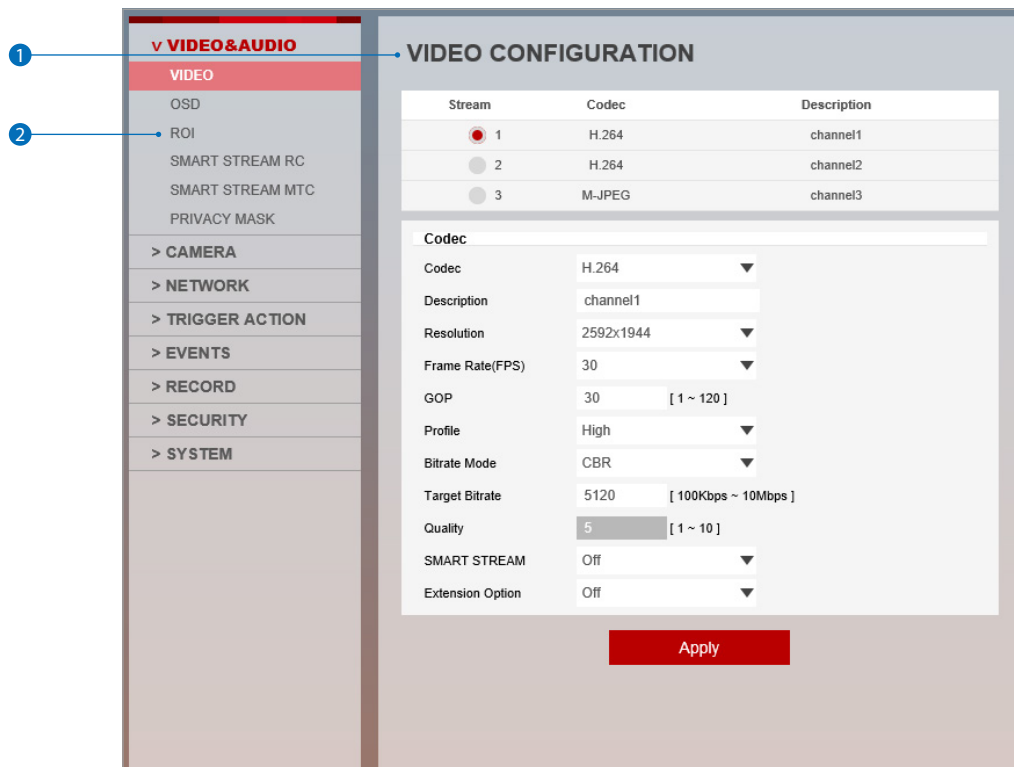 1
2
v VIDEO&AUDIO
VIDEO
OSD
ROI
SMART STREAM RC
SMART STREAM MTC
PRIVACY MASK
> CAMERA
> NETWORK
> TRIGGER ACTION
> EVENTS
> RECORD
> SECURITY
> SYSTEM
VIDEO CONFIGURATION
Stream Codec Description
1 H.264 channel1
2 H.264 channel2
3 M-JPEG channel3
Codec
Codec H.264
Description channel1
Resolution 2592x1944
Frame Rate(FPS) 30
GOP 30 [ 1 ~ 120 ]
Profile High
Bitrate Mode CBR
Target Bitrate 5120 [ 100Kbps ~ 10Mbps ]
Quality 5 [ 1 ~ 10 ]
SMART STREAM Off
Extension Option Off
Apply